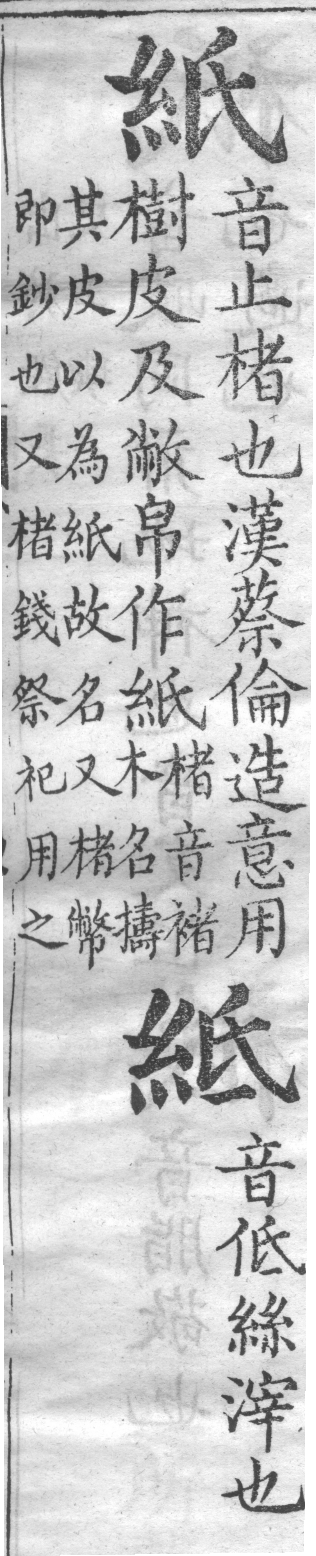 紙
音止楮也漢蔡倫造意用
樹皮及敝帛作紙
楮音褚
木名擣
其皮以為紙故名又楮幣
即鈔也又楮錢祭祀用之
𥿄
音低絲滓也